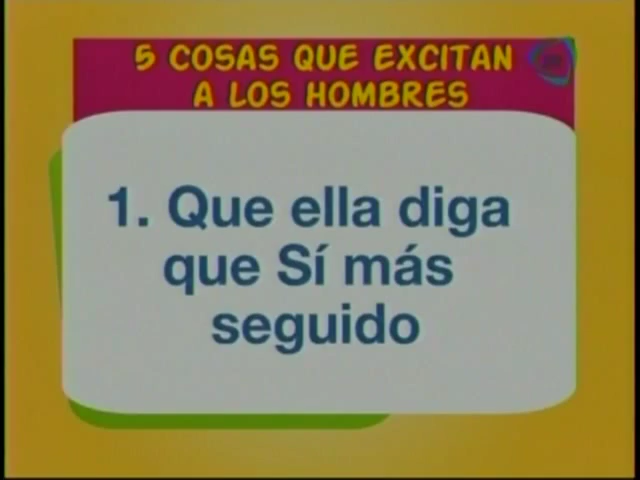 5 COSAS QUE EXCITAN
A LOS HOMBRES
1. Que ella diga
que Sí más
seguido